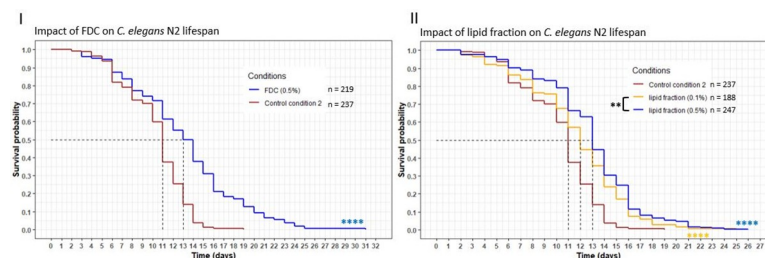 I
Impact of FDC on C. elegans N2 lifespan
1.0
0.9
0.8
0.7
0.6
0.5
0.4
0.3
0.2
0.1
0.0
Survival probability
Conditions
FDC (0.5%) n = 219
Control condition 2 n = 237
****
0 1 2 3 4 5 6 7 8 9 10 11 12 13 14 15 16 17 18 19 20 21 22 23 24 25 26 27 28 29 30 31 32
Time (days)
II
Impact of lipid fraction on C. elegans N2 lifespan
1.0
0.9
0.8
0.7
0.6
0.5
0.4
0.3
0.2
0.1
0.0
Survival probability
Conditions
Control condition 2 n = 237
lipid fraction (0.1%) n = 188
**
lipid fraction (0.5%) n = 247
****
****
0 1 2 3 4 5 6 7 8 9 10 11 12 13 14 15 16 17 18 19 20 21 22 23 24 25 26 27
Time (days)